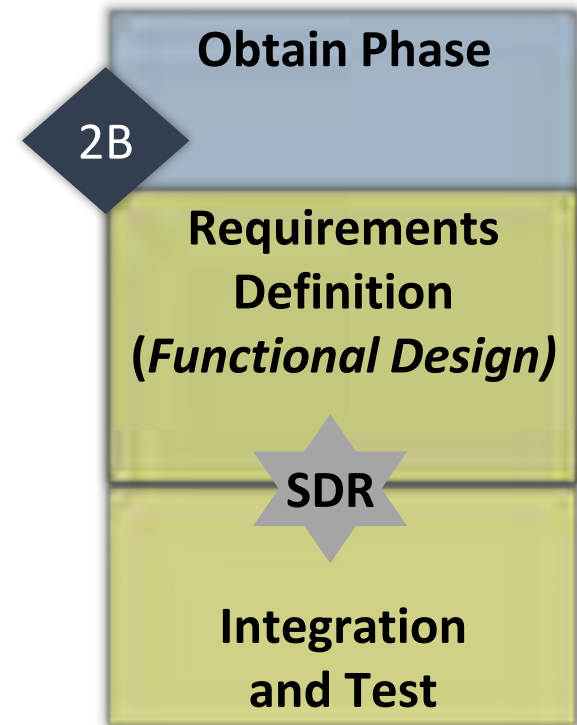 Obtain Phase
2B
Requirements
Definition
(Functional Design)
SDR
Integration
and Test